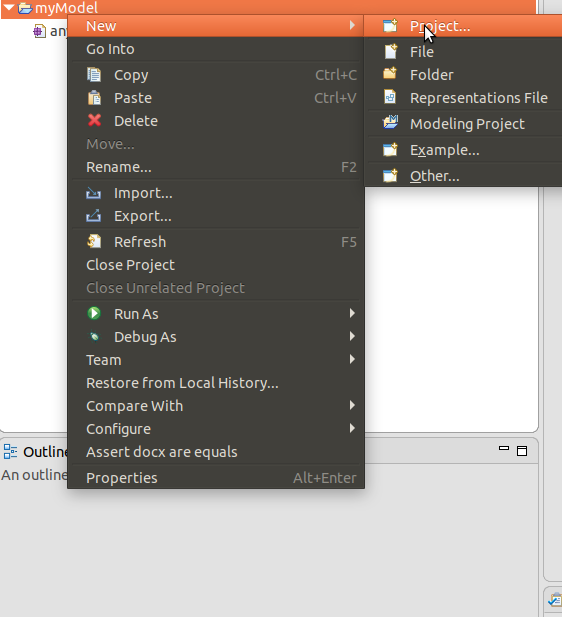 myModel
New
Project...
Go Into
File
Copy Ctrl+C
Folder
Paste Ctrl+V
Representations File
Delete
Modeling Project
Move...
Example...
Rename... F2
Other...
Import...
Export...
Refresh F5
Close Project
Close Unrelated Project
Run As
Debug As
Team
Restore from Local History...
Compare With
Configure
Assert docx are equals
Properties Alt+Enter
An outline